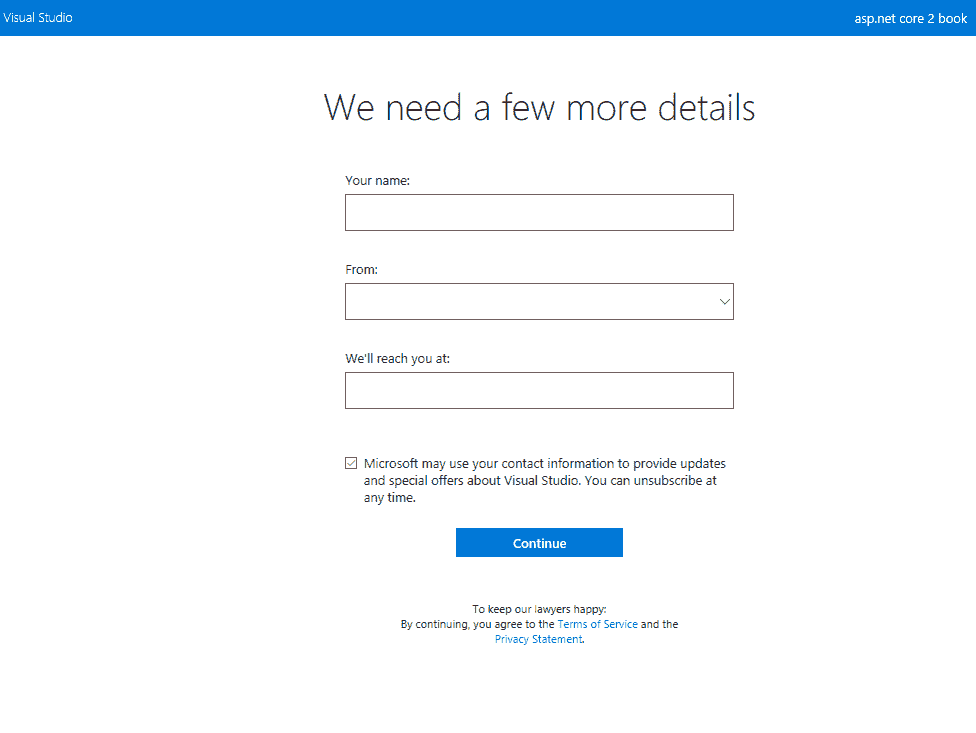 Visual Studio
asp.net core 2 book
We need a few more details
Your name:
From:
We'll reach you at:
Microsoft may use your contact information to provide updates
and special offers about Visual Studio. You can unsubscribe at
any time.
Continue
To keep our lawyers happy:
By continuing, you agree to the Terms of Service and the
Privacy Statement.